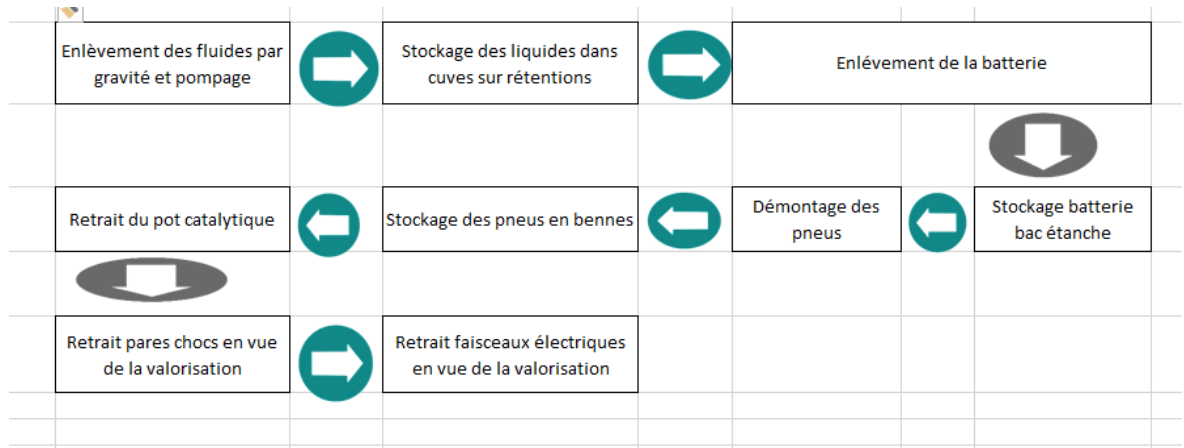 Enlèvement des fluides par
gravité et pompage
Stockage des liquides dans
cuves sur rétentions
Enlévement de la batterie
Stockage batterie
bac étanche
Démontage des
pneus
Stockage des pneus en bennes
Retrait du pot catalytique
Retrait pares chocs en vue
de la valorisation
Retrait faisceaux électriques
en vue de la valorisation